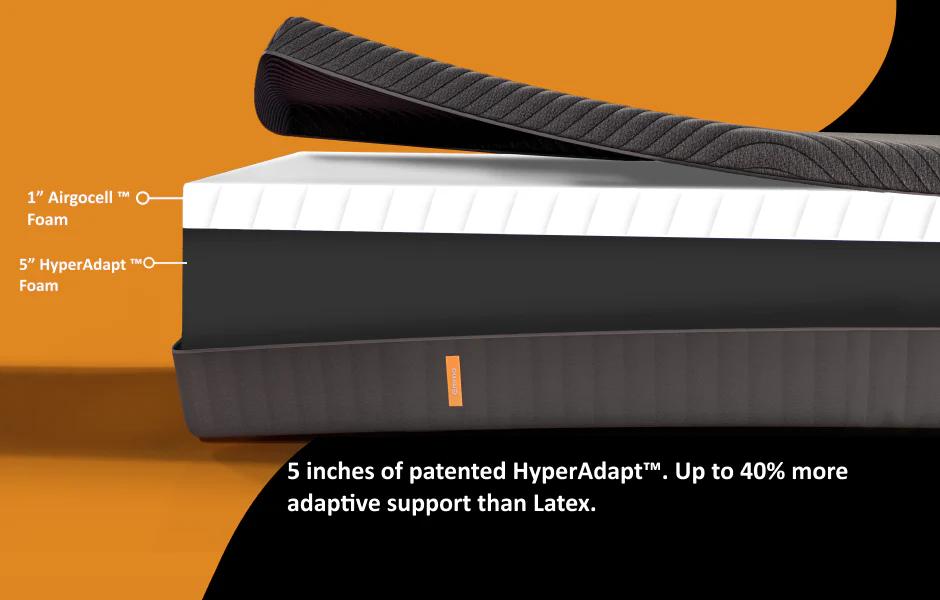 1” Airgocell ™
Foam
5” HyperAdapt ™
Foam
5 inches of patented HyperAdapt™. Up to 40% more
adaptive support than Latex.